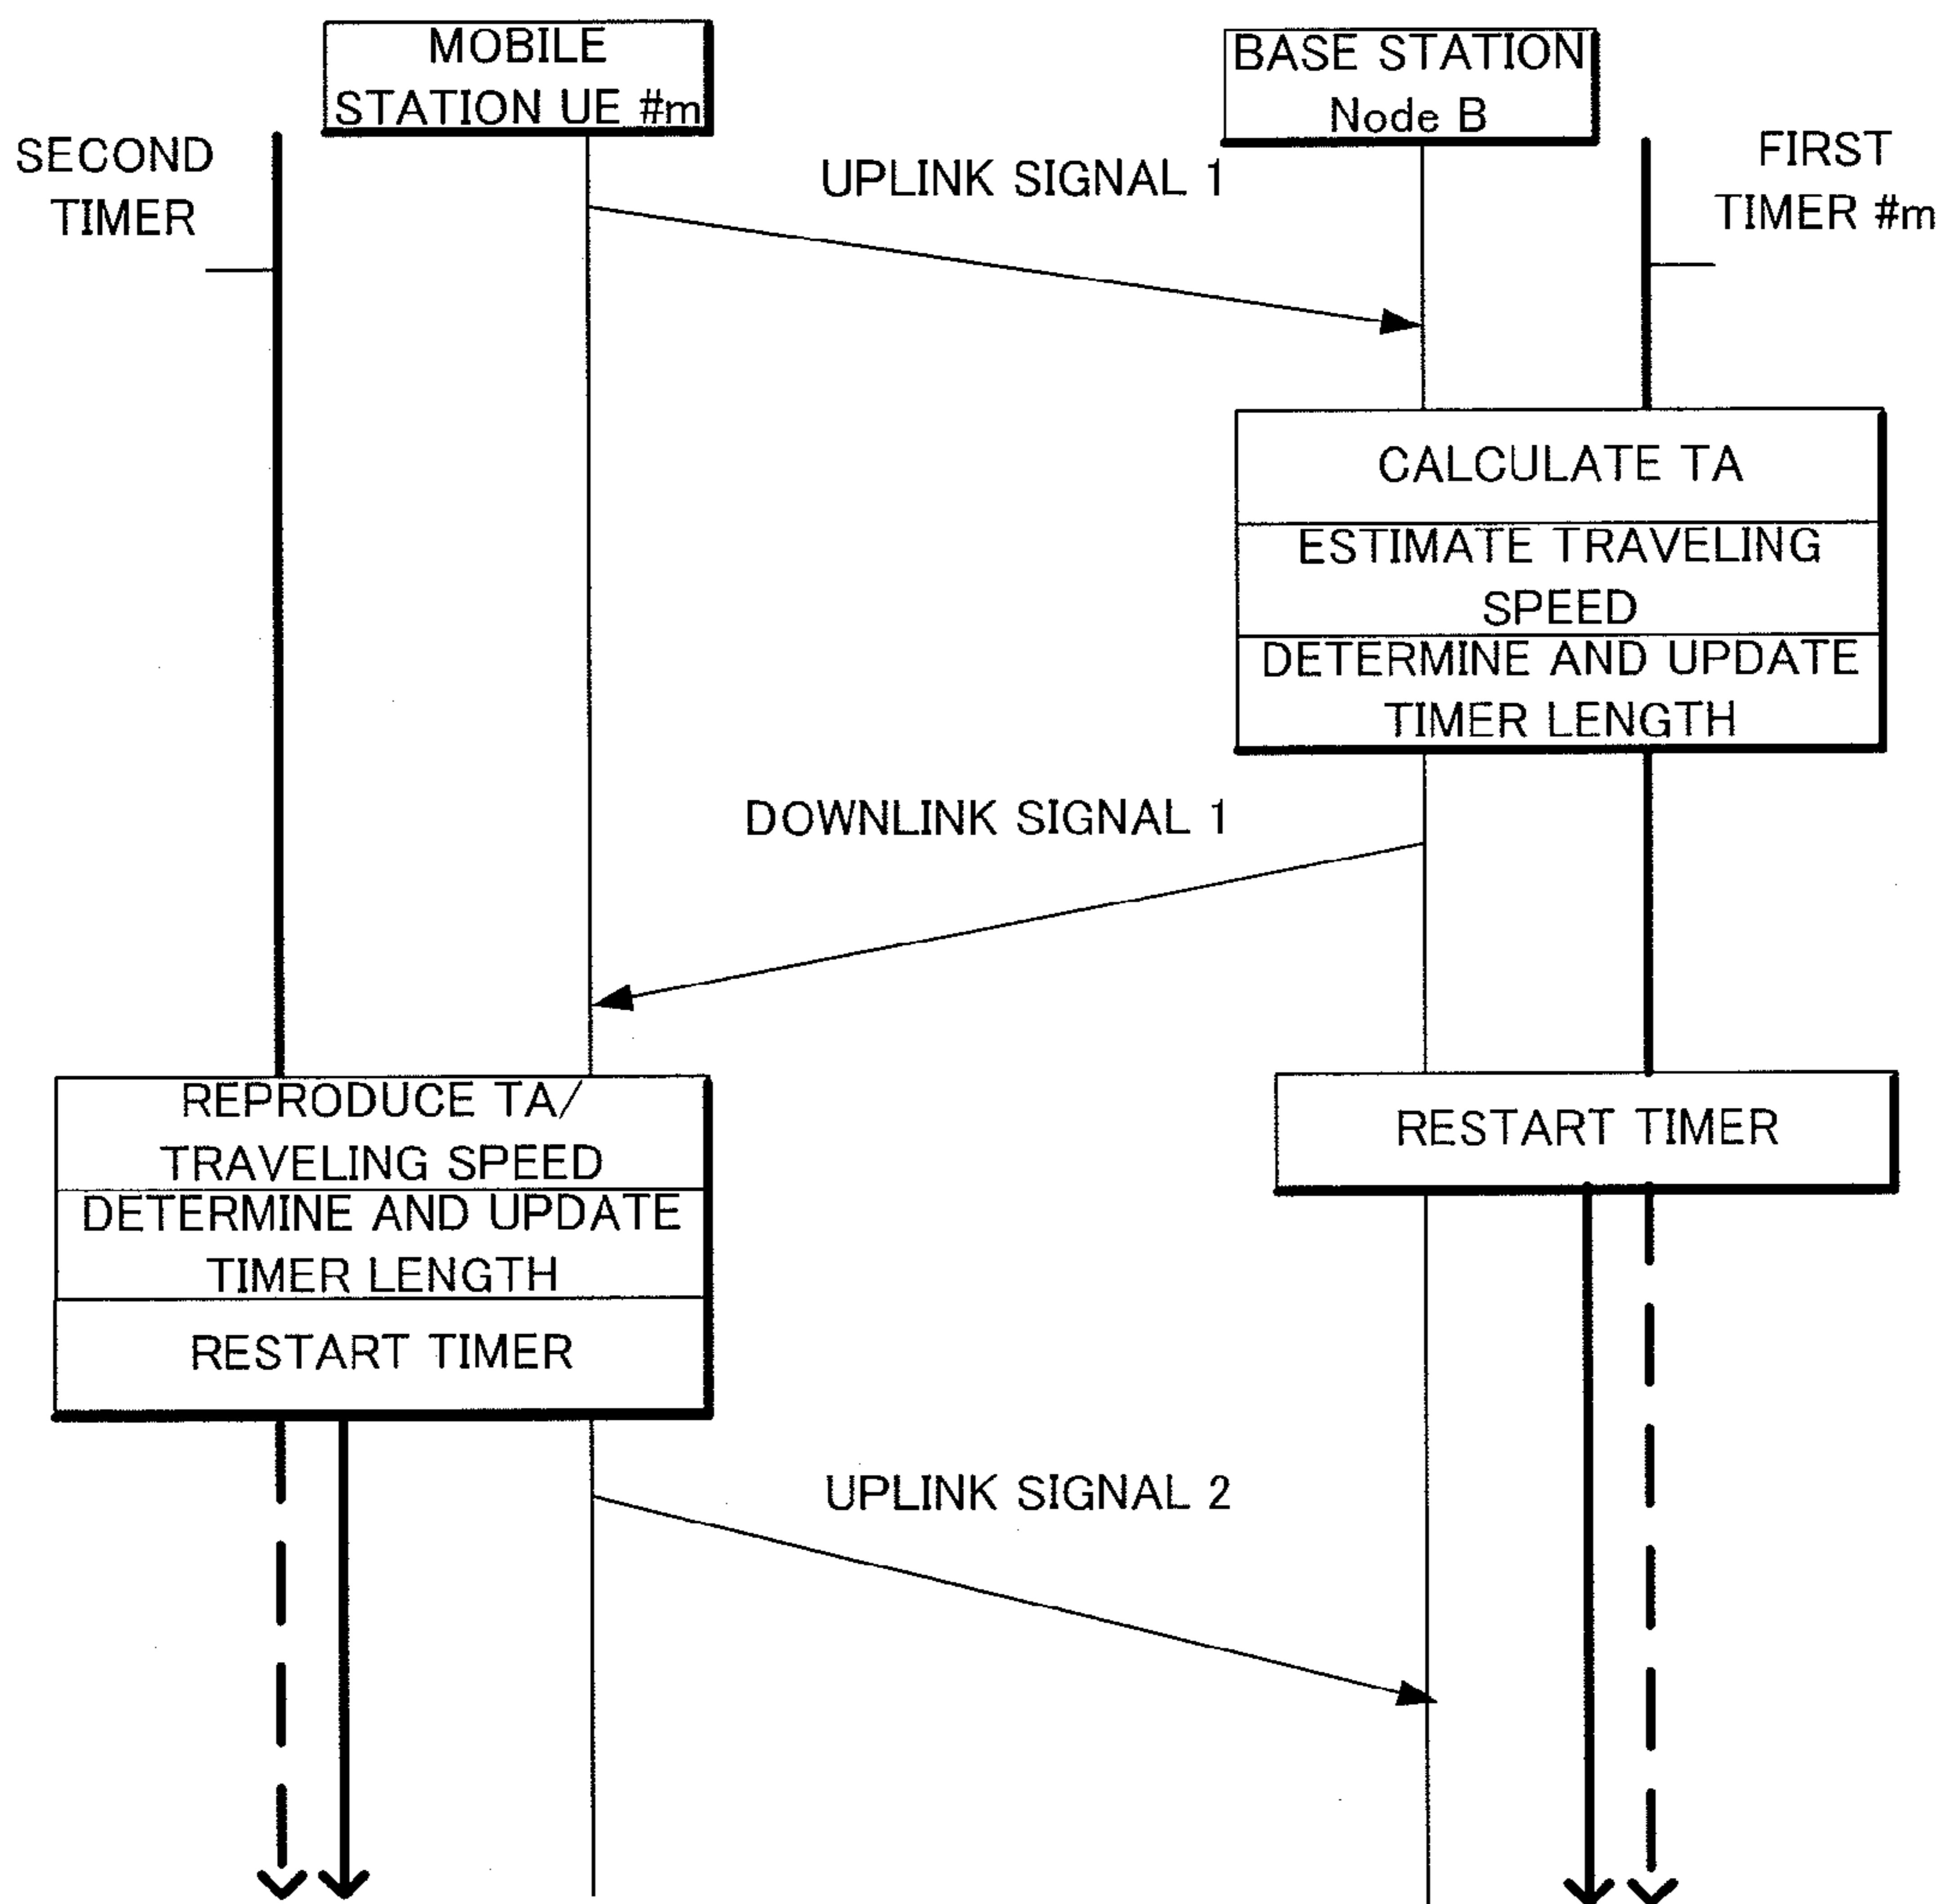 MOBILE
STATION UE #m
BASE STATION
Node B
SECOND
TIMER
FIRST
TIMER #m
UPLINK SIGNAL 1
CALCULATE TA
ESTIMATE TRAVELING
SPEED
DETERMINE AND UPDATE
TIMER LENGTH
DOWNLINK SIGNAL 1
REPRODUCE TA/
TRAVELING SPEED
DETERMINE AND UPDATE
TIMER LENGTH
RESTART TIMER
RESTART TIMER
UPLINK SIGNAL 2